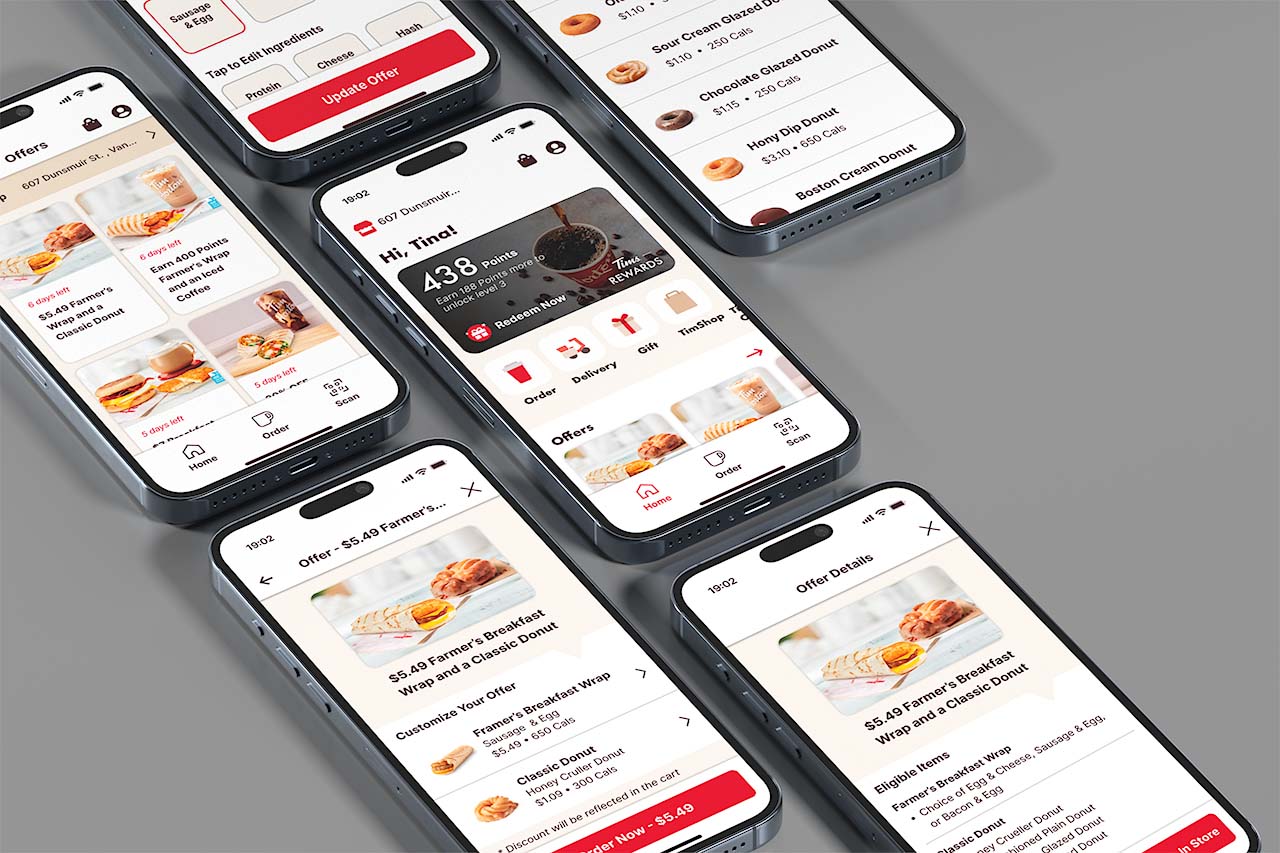 Sausage
& Egg
Tap to Edit Ingredients
Protein
Cheese
Hash
Update Offer
$1.10 •
Sour Cream Glazed
$1.10 • 250 Cals
Chocolate Glazed Donut
$1.15 • 250 Cals
Hony Dip Donut
$3.10 • 650 Cals
Boston Cream Donut
Offers
607 Dunsmuir St. , Van...
6 days left
$5.49 Farmer's
Wrap and a
Classic Donut
6 days left
Earn 400 Points
Farmer's Wrap
and an Iced
Coffee
5 days left
5 days left
Home
Order
Scan
19:02
607 Dunsmuir...
Hi, Tina!
438 Points
Earn 188 Points more to
unlock level 3
Redeem Now
Tims
REWARDS
Order
Delivery
Gift
TimShop
Offers
Home
Order
Scan
19:02
Offer - $5.49 Farmer's...
$5.49 Farmer's Breakfast
Wrap and a Classic Donut
Customize Your Offer
Framer's Breakfast Wrap
Sausage & Egg
$5.49 • 650 Cals
Classic Donut
Honey Cruller Donut
$1.09 • 300 Cals
* Discount will be reflected in the cart
Order Now - $5.49
19:02
Offer Details
$5.49 Farmer's Breakfast
Wrap and a Classic Donut
Eligible Items
Farmer's Breakfast Wrap
• Choice of Egg & Cheese, Sausage & Egg,
or Bacon & Egg
Classic Donut
Honey Crueller Donut
Plain Donut
Glazed Donut
Donut
In Store